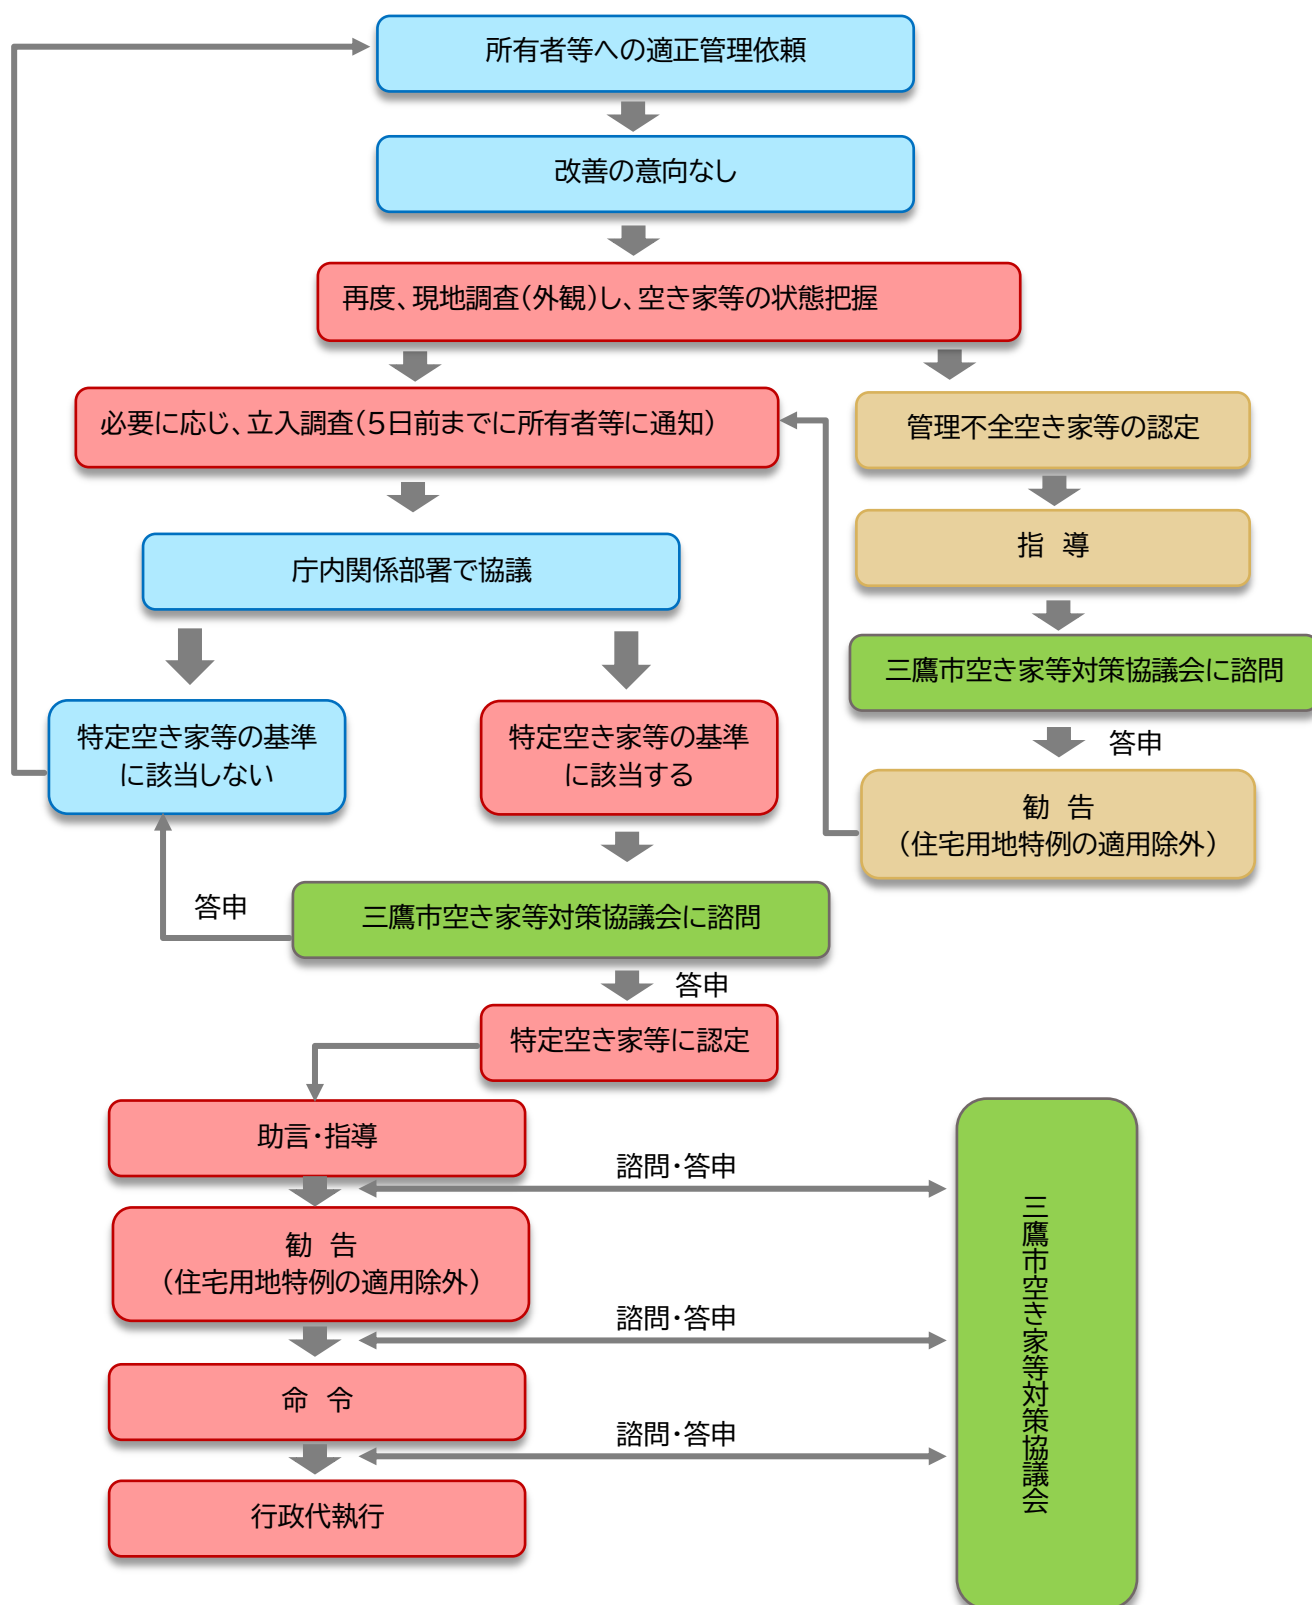 所有者等への適正管理依頼
改善の意向なし
再度、現地調査（外観）し、空き家等の状態把握
必要に応じ、立入調査（5日前までに所有者等に通知）
管理不全空き家等の認定
指　導
庁内関係部署で協議
三鷹市空き家等対策協議会に諮問
答申
特定空き家等の基準
に該当しない
特定空き家等の基準
に該当する
勧　告
（住宅用地特例の適用除外）
答申
三鷹市空き家等対策協議会に諮問
答申
特定空き家等に認定
助言・指導
諮問・答申
勧　告
（住宅用地特例の適用除外）
諮問・答申
命　令
諮問・答申
行政代執行
三鷹市空き家等対策協議会